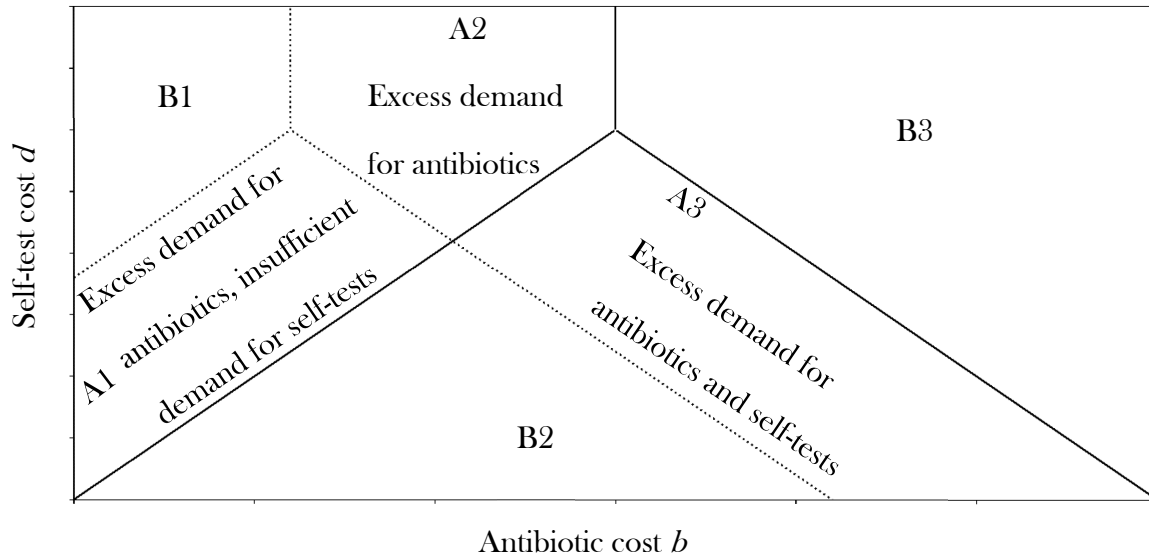 A2
B1
Excess demand
for antibiotics
B3
Excess demand for
A1 antibiotics, insufficient
demand for self-tests
A3
Excess demand for
antibiotics and self-tests
B2
Self-test cost d
Antibiotic cost b